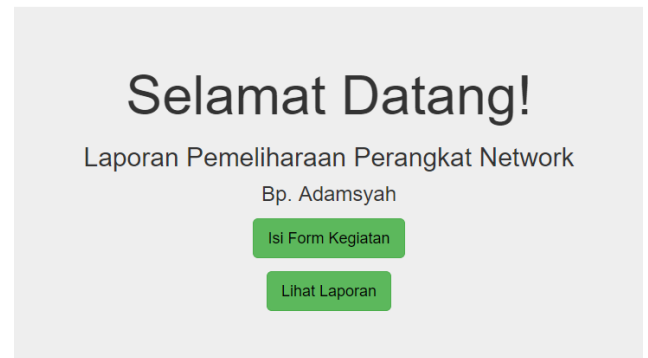 Selamat Datang!
Laporan Pemeliharaan Perangkat Network
Bp. Adamsyah
Isi Form Kegiatan
Lihat Laporan